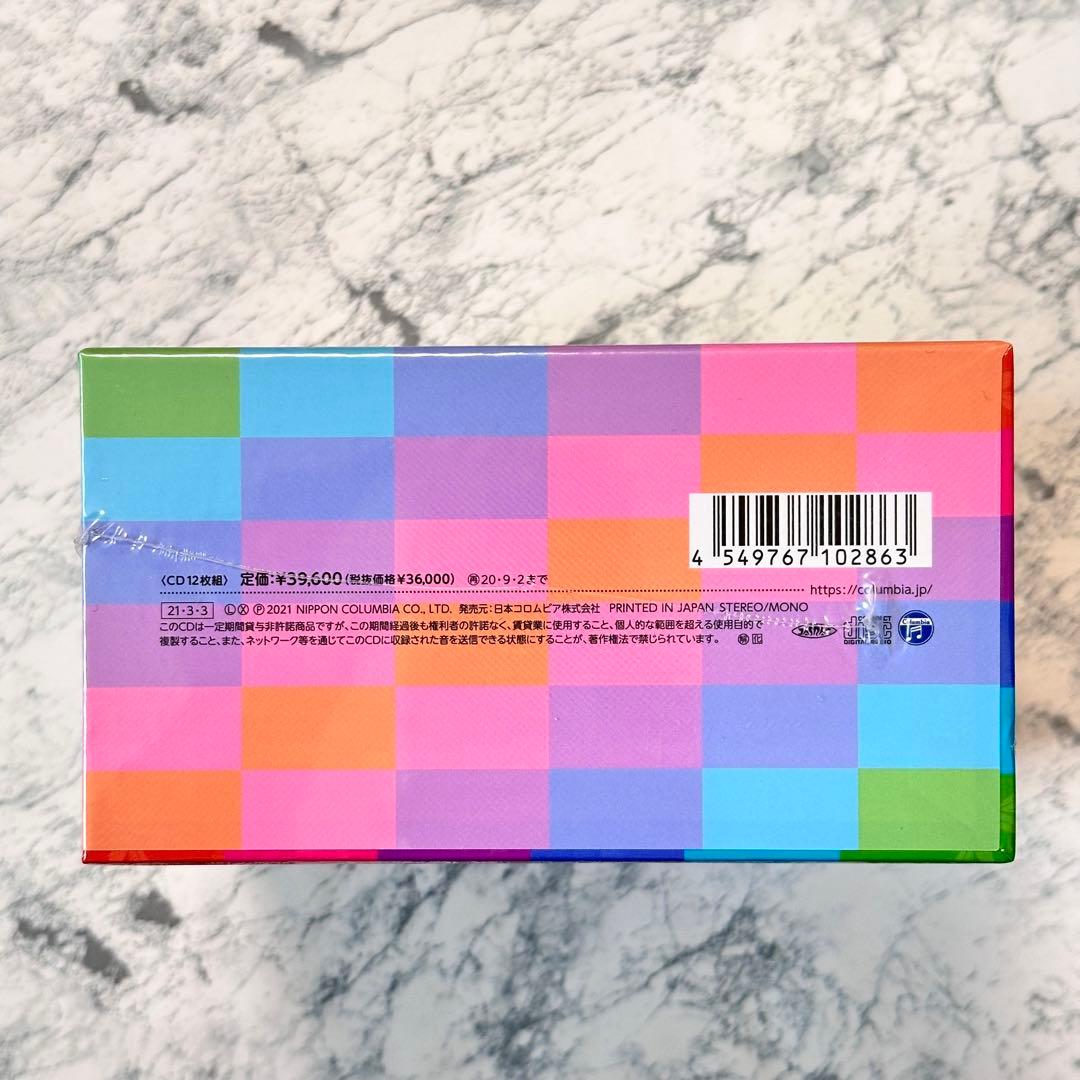 4 549767 102863
〈CD12枚組〉 定価:¥39,600(税抜価格¥36,000) 再20・9・2まで
https://columbia.jp/
21・3・3 Ⓛ Ⓧ Ⓟ 2021 NIPPON COLUMBIA CO., LTD. 発売元:日本コロムビア株式会社 PRINTED IN JAPAN STEREO/MONO
このCDは一定期間貸与非許諾商品ですが、この期間経過後も権利者の許諾なく、賃貸業に使用すること、個人的な範囲を超える使用目的で
複製すること、また、ネットワーク等を通じてこのCDに収録された音を送信できる状態にすることが、著作権法で禁じられています。
DIGITAL AUDIO
Columbia